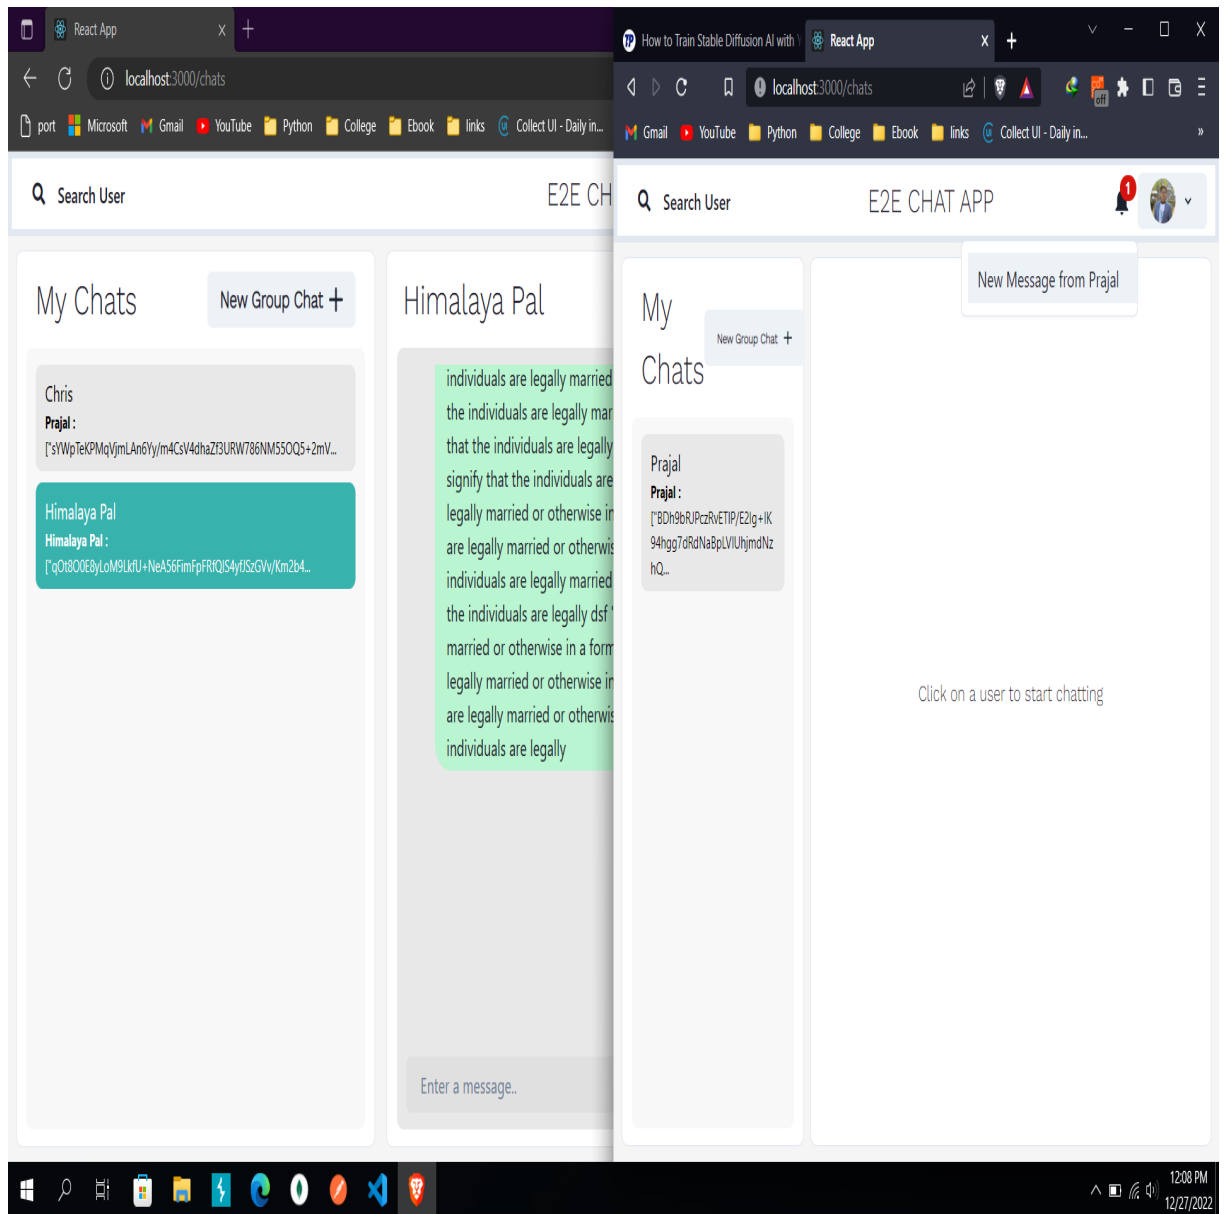 React App
localhost:3000/chats
port Microsoft Gmail YouTube Python College Ebook links Collect UI - Daily in...
Search User
E2E CH
My Chats
New Group Chat +
Chris
Prajal :
["sYWpTeKPMqVjmLAn6Yy/m4CsV4dhaZf3URW786NM55OQ5+2mV...
Himalaya Pal
Himalaya Pal :
["qOt8O0E8yLoM9LkfU+NeA56FimFpFRfQlS4yfJSzGVv/Km2b4...
Himalaya Pal
individuals are legally married
the individuals are legally mar
that the individuals are legally
signify that the individuals are
legally married or otherwise in
are legally married or otherwis
individuals are legally married
the individuals are legally dsf '
married or otherwise in a form
legally married or otherwise in
are legally married or otherwis
individuals are legally
Enter a message..
How to Train Stable Diffusion AI with
React App
localhost:3000/chats
off
Gmail YouTube Python College Ebook links Collect UI - Daily in... »
Search User
E2E CHAT APP
1
New Message from Prajal
My
Chats
New Group Chat +
Prajal
Prajal :
["BDh9bRJPczRvETlP/E2Ig+IK
94hgg7dRdNaBpLVlUhjmdNz
hQ...
Click on a user to start chatting
12:08 PM
12/27/2022